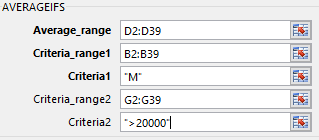 AVERAGEIFS
Average_range D2:D39
Criteria_range1 B2:B39
Criteria1 "M"
Criteria_range2 G2:G39
Criteria2 ">20000"